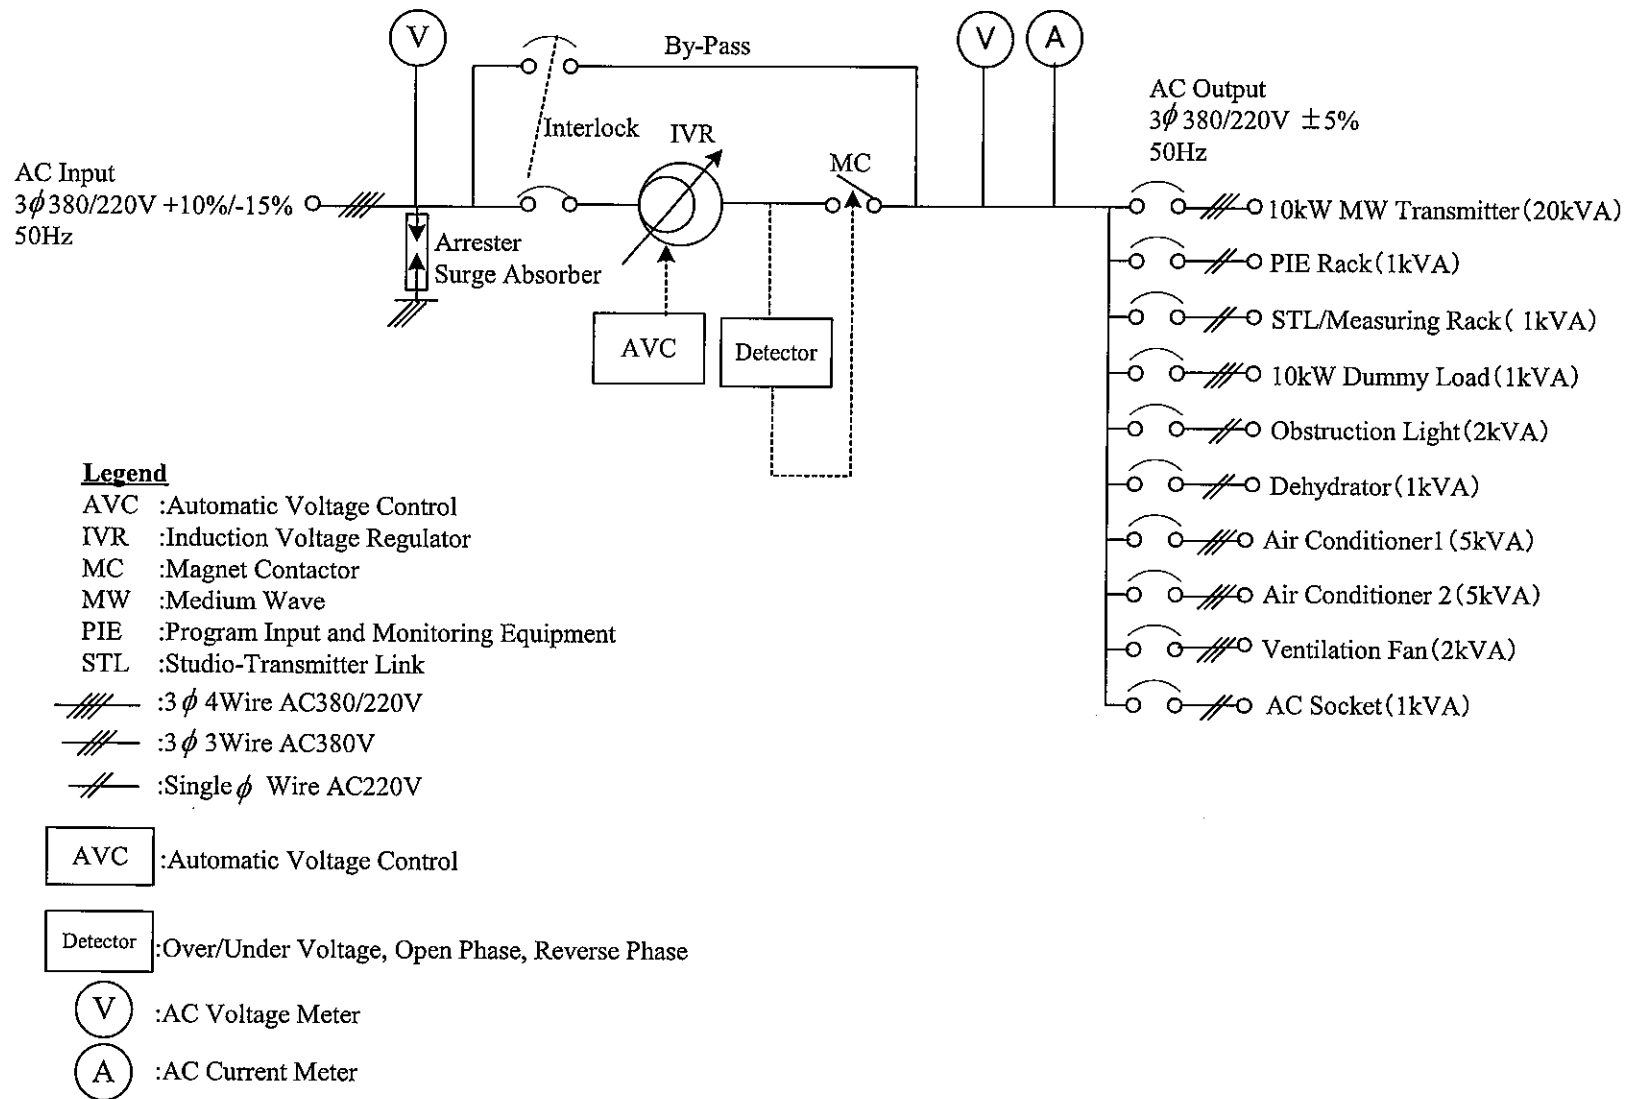 V
By-Pass
V
A
AC Output
3ϕ 380/220V ±5%
50Hz
Interlock
IVR
MC
AC Input
3ϕ 380/220V +10%/-15%
50Hz
Arrester
Surge Absorber
AVC
Detector
10kW MW Transmitter(20kVA)
PIE Rack(1kVA)
STL/Measuring Rack( 1kVA)
10kW Dummy Load(1kVA)
Obstruction Light(2kVA)
Dehydrator(1kVA)
Air Conditioner1 (5kVA)
Air Conditioner 2(5kVA)
Ventilation Fan(2kVA)
AC Socket(1kVA)
Legend
AVC :Automatic Voltage Control
IVR :Induction Voltage Regulator
MC :Magnet Contactor
MW :Medium Wave
PIE :Program Input and Monitoring Equipment
STL :Studio-Transmitter Link
:3 ϕ 4Wire AC380/220V
:3 ϕ 3Wire AC380V
:Single ϕ Wire AC220V
AVC :Automatic Voltage Control
Detector :Over/Under Voltage, Open Phase, Reverse Phase
V :AC Voltage Meter
A :AC Current Meter